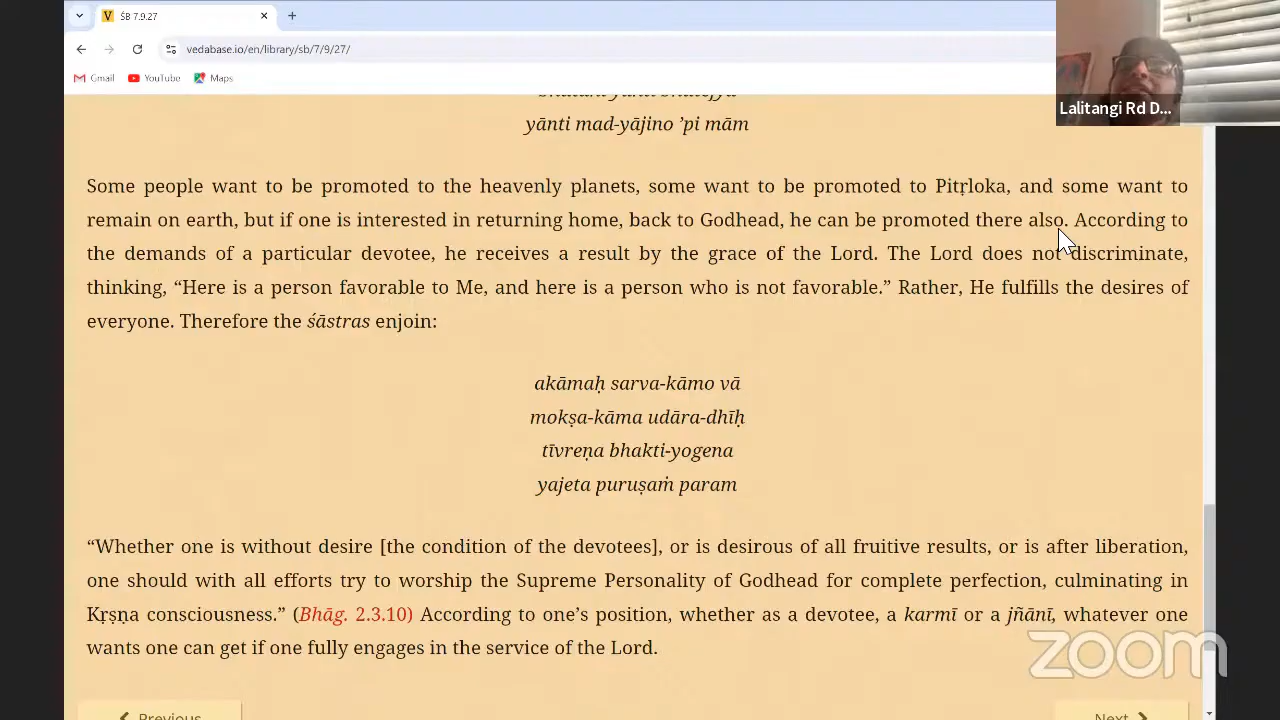 ŚB 7.9.27
vedabase.io/en/library/sb/7/9/27/
Gmail YouTube Maps
Lalitangi Rd D...
yānti mad-yājino ’pi mām
Some people want to be promoted to the heavenly planets, some want to be promoted to Pitṛloka, and some want to
remain on earth, but if one is interested in returning home, back to Godhead, he can be promoted there also. According to
the demands of a particular devotee, he receives a result by the grace of the Lord. The Lord does not discriminate,
thinking, “Here is a person favorable to Me, and here is a person who is not favorable.” Rather, He fulfills the desires of
everyone. Therefore the śāstras enjoin:
akāmaḥ sarva-kāmo vā
mokṣa-kāma udāra-dhīḥ
tīvreṇa bhakti-yogena
yajeta puruṣaṁ param
“Whether one is without desire [the condition of the devotees], or is desirous of all fruitive results, or is after liberation,
one should with all efforts try to worship the Supreme Personality of Godhead for complete perfection, culminating in
Kṛṣṇa consciousness.” (Bhāg. 2.3.10) According to one’s position, whether as a devotee, a karmī or a jñānī, whatever one
wants one can get if one fully engages in the service of the Lord.
zoom
Previous
Next